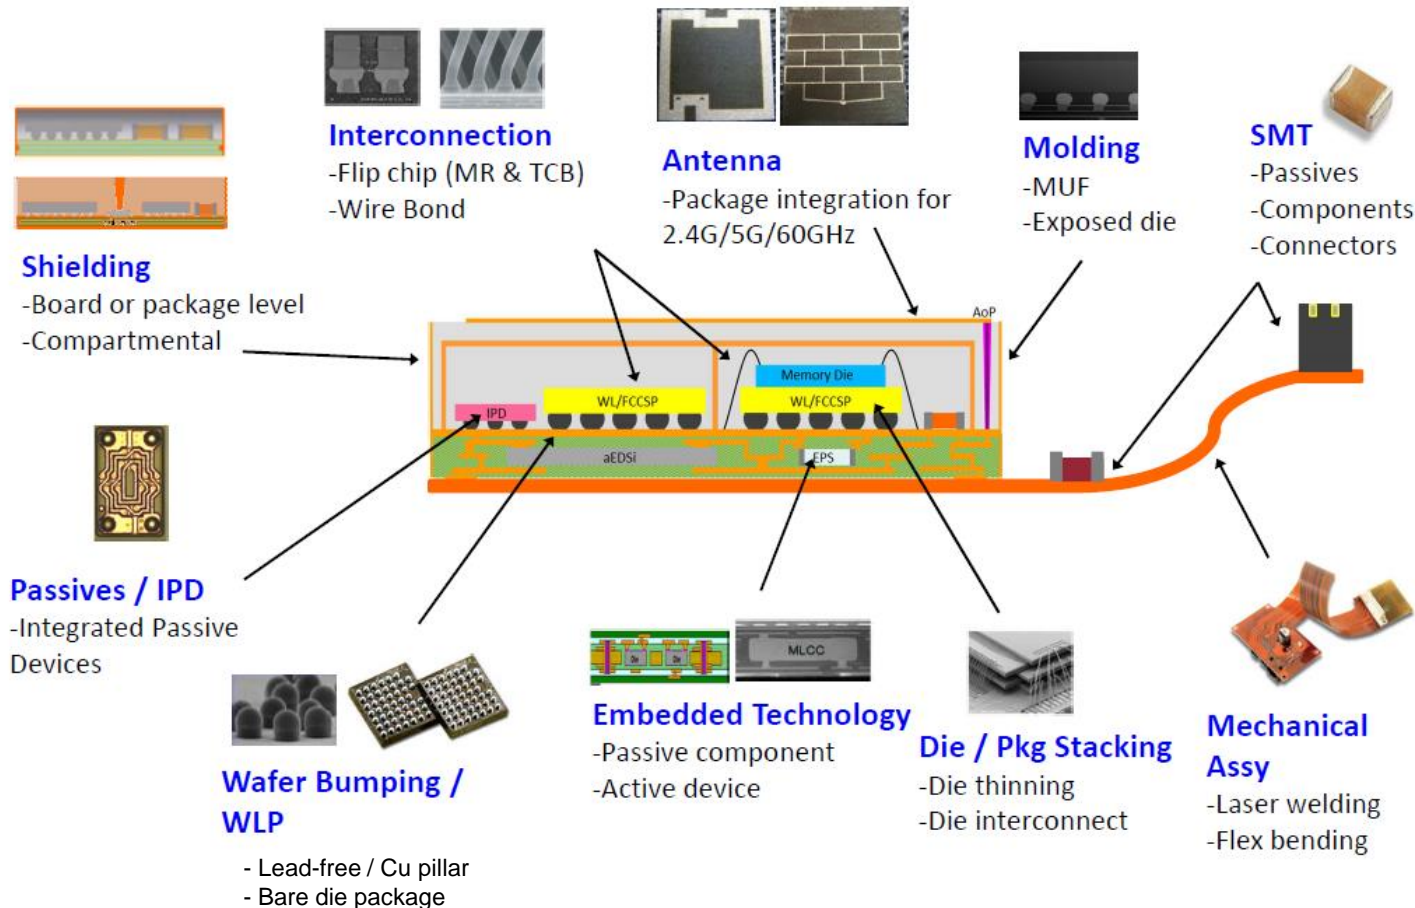 Interconnection
-Flip chip (MR & TCB)
-Wire Bond
Antenna
-Package integration for
2.4G/5G/60GHz
Molding
-MUF
-Exposed die
SMT
-Passives
-Components
-Connectors
Shielding
-Board or package level
-Compartmental
AoP
Memory Die
IPD
WL/FCCSP
WL/FCCSP
aEDSi
EPS
Passives / IPD
-Integrated Passive
Devices
Wafer Bumping /
WLP
- Lead-free / Cu pillar
- Bare die package
MLCC
Embedded Technology
-Passive component
-Active device
Die / Pkg Stacking
-Die thinning
-Die interconnect
Mechanical
Assy
-Laser welding
-Flex bending